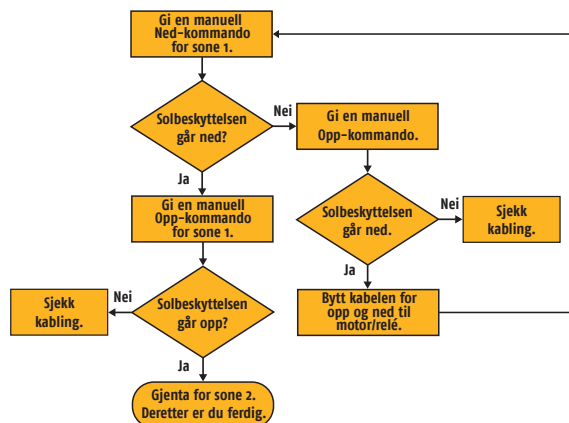 Gi en manuell
Ned-kommando
for sone 1.
Solbeskyttelsen
går ned?
Nei
Gi en manuell
Opp-kommando.
Ja
Gi en manuell
Opp-kommando
for sone 1.
Solbeskyttelsen
går ned.
Nei
Sjekk
kabling.
Ja
Bytt kabelen for
opp og ned til
motor/relé.
Solbeskyttelsen
går opp?
Nei
Sjekk
kabling.
Ja
Gjenta for sone 2.
Deretter er du ferdig.